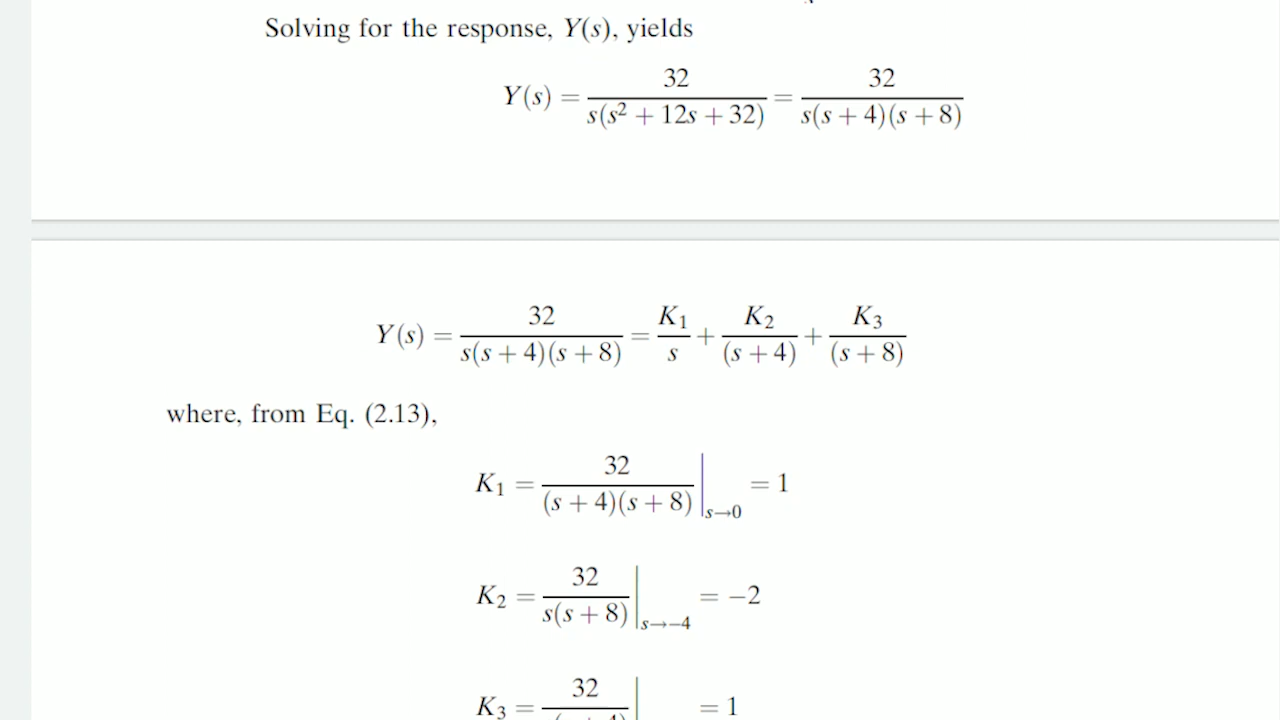 Solving for the response, Y(s), yields
Y(s) = 32 / s(s² + 12s + 32) = 32 / s(s + 4)(s + 8)
Y(s) = 32 / s(s + 4)(s + 8) = K₁ / s + K₂ / (s + 4) + K₃ / (s + 8)
where, from Eq. (2.13),
K₁ = 32 / (s + 4)(s + 8) |s→0 = 1
K₂ = 32 / s(s + 8) |s→−4 = −2
K₃ = 32 = 1